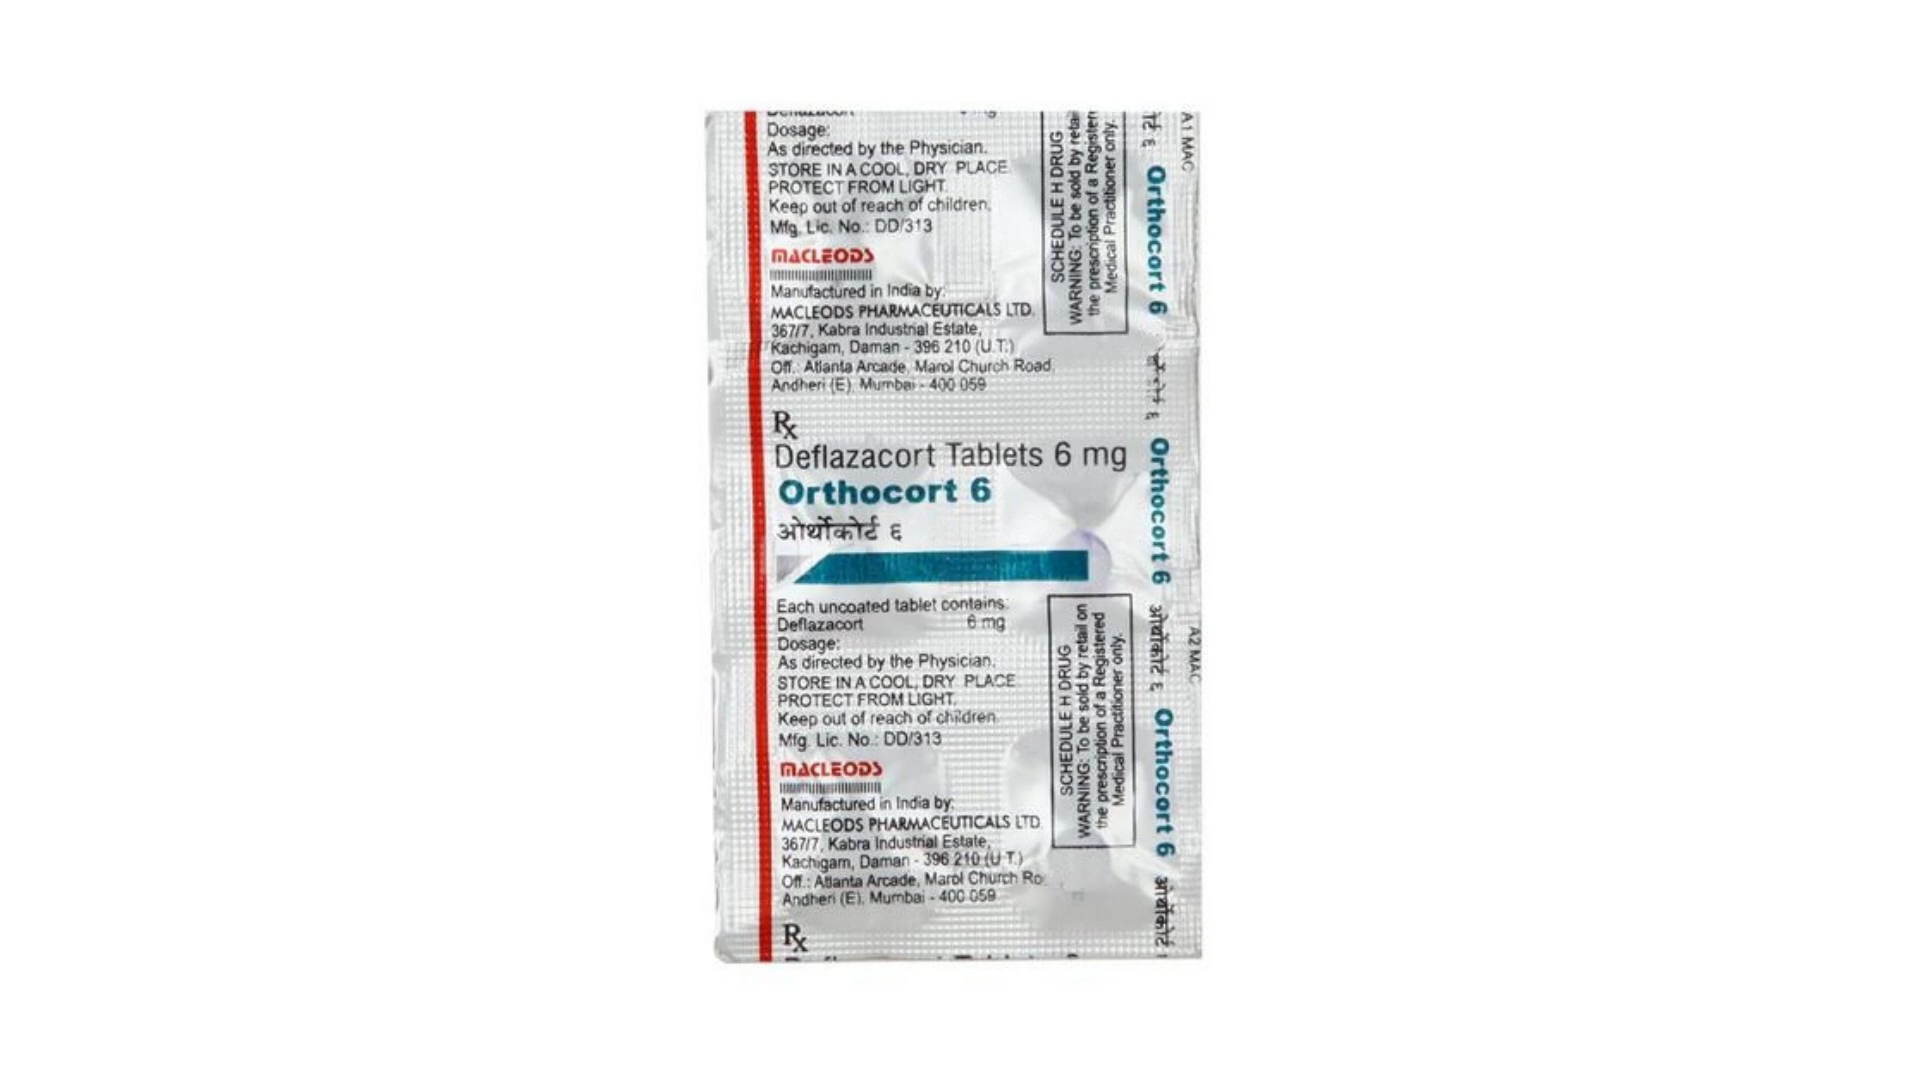 Dosage:
As directed by the Physician.
STORE IN A COOL, DRY PLACE
PROTECT FROM LIGHT.
Keep out of reach of children.
Mfg. Lic. No.: DD/313
MACLEODS
Manufactured in India by:
MACLEODS PHARMACEUTICALS LTD.
367/7, Kabra Industrial Estate,
Kachigam, Daman - 396 210 (U.T.)
Off.: Atlanta Arcade, Marol Church Road,
Andheri (E), Mumbai - 400 059
SCHEDULE H DRUG
WARNING: To be sold by retai
the prescription of a Register
Medical Practitioner only.
Rx
Deflazacort Tablets 6 mg
Orthocort 6
ओर्थोकोर्ट ६
Each uncoated tablet contains:
Deflazacort 6 mg
Dosage:
As directed by the Physician.
STORE IN A COOL, DRY PLACE
PROTECT FROM LIGHT.
Keep out of reach of children.
Mfg. Lic. No.: DD/313
MACLEODS
Manufactured in India by:
MACLEODS PHARMACEUTICALS LTD.
367/7, Kabra Industrial Estate,
Kachigam, Daman - 396 210 (U.T.)
Off.: Atlanta Arcade, Marol Church Ro
Andheri (E), Mumbai - 400 059
SCHEDULE H DRUG
WARNING: To be sold by retail on
the prescription of a Registered
Medical Practitioner only.
Rx
Orthocort 6
Orthocort 6 ओर्थोकोर्ट ६
Orthocort 6 ओर्थोकोर्ट
A1 MAC
A2 MAC